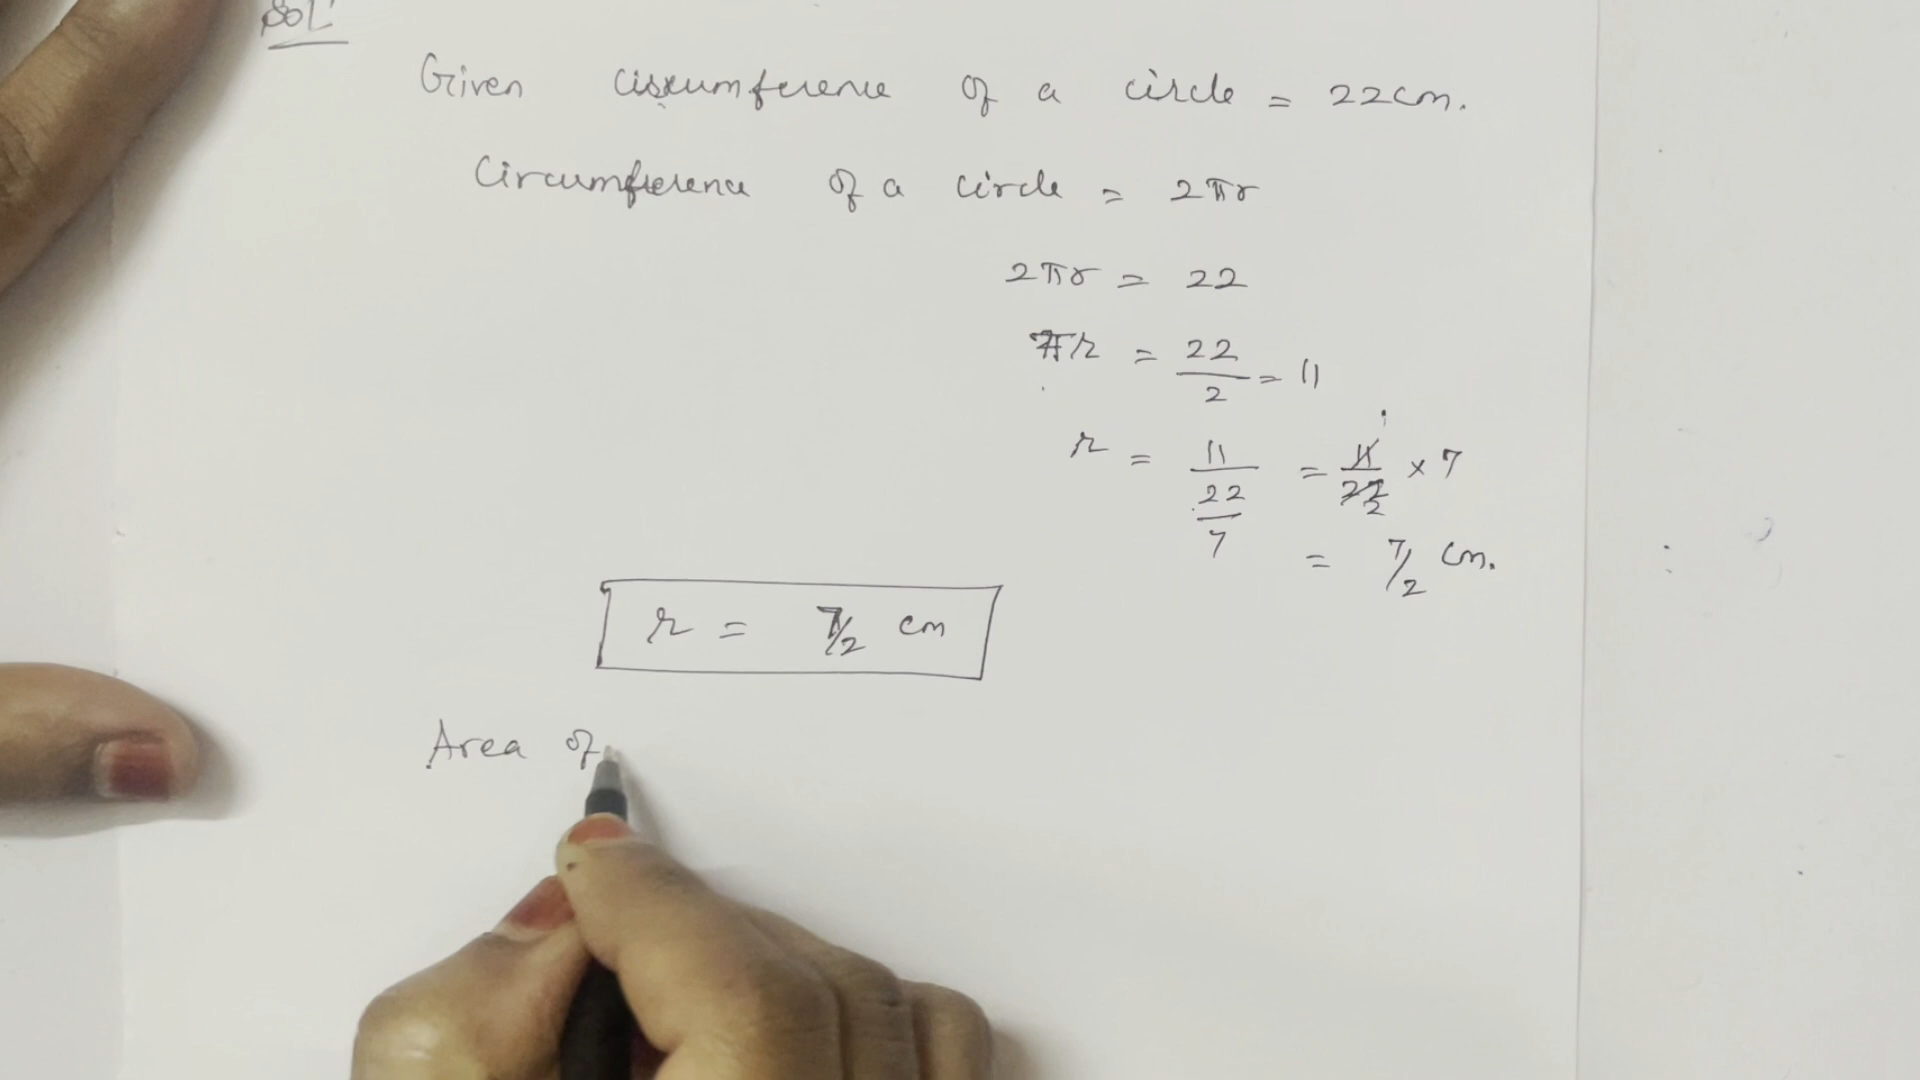 Sol:
Given circumference of a circle = 22cm.
Circumference of a circle = 2πr
2πr = 22
πr = 22/2 = 11
r = 11/(22/7) = 11/22 × 7
= 7/2 cm.
r = 7/2 cm
Area of